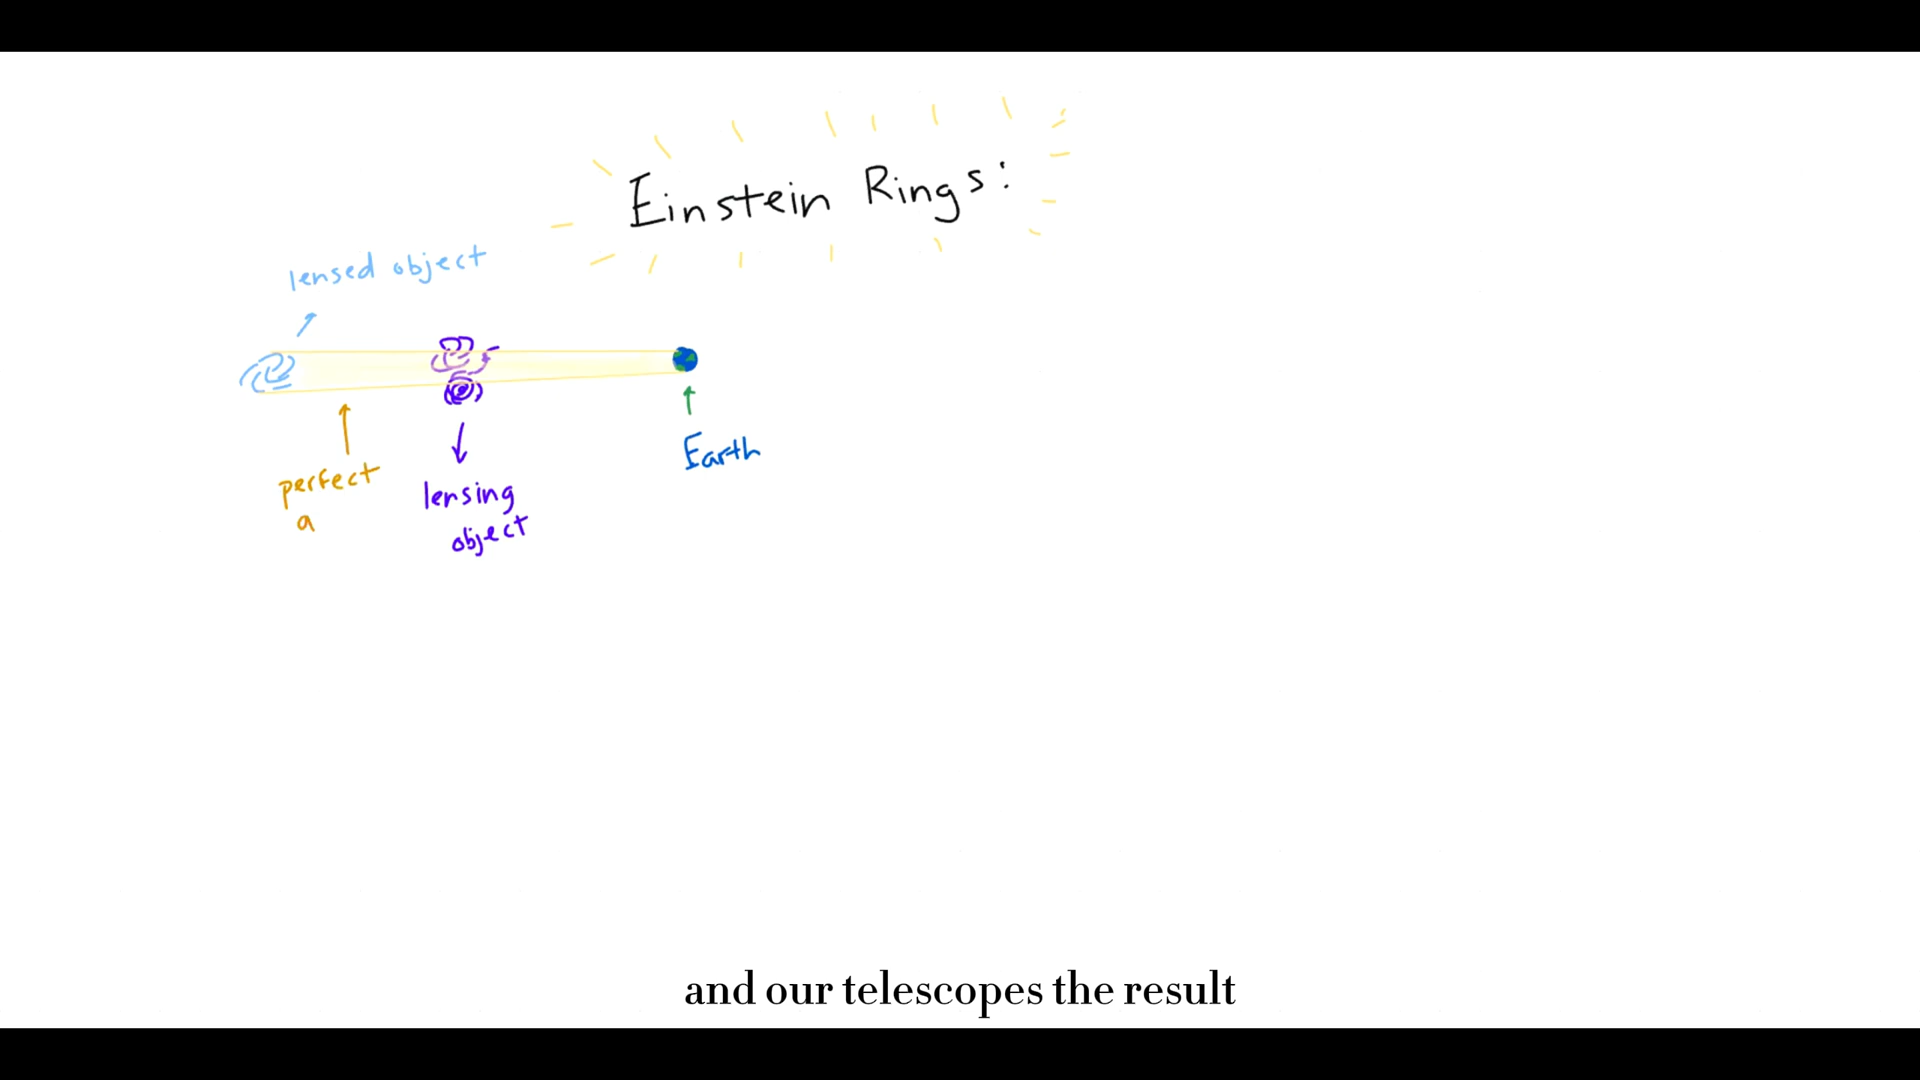 Einstein Rings:
lensed object
perfect
a
lensing
object
Earth
and our telescopes the result